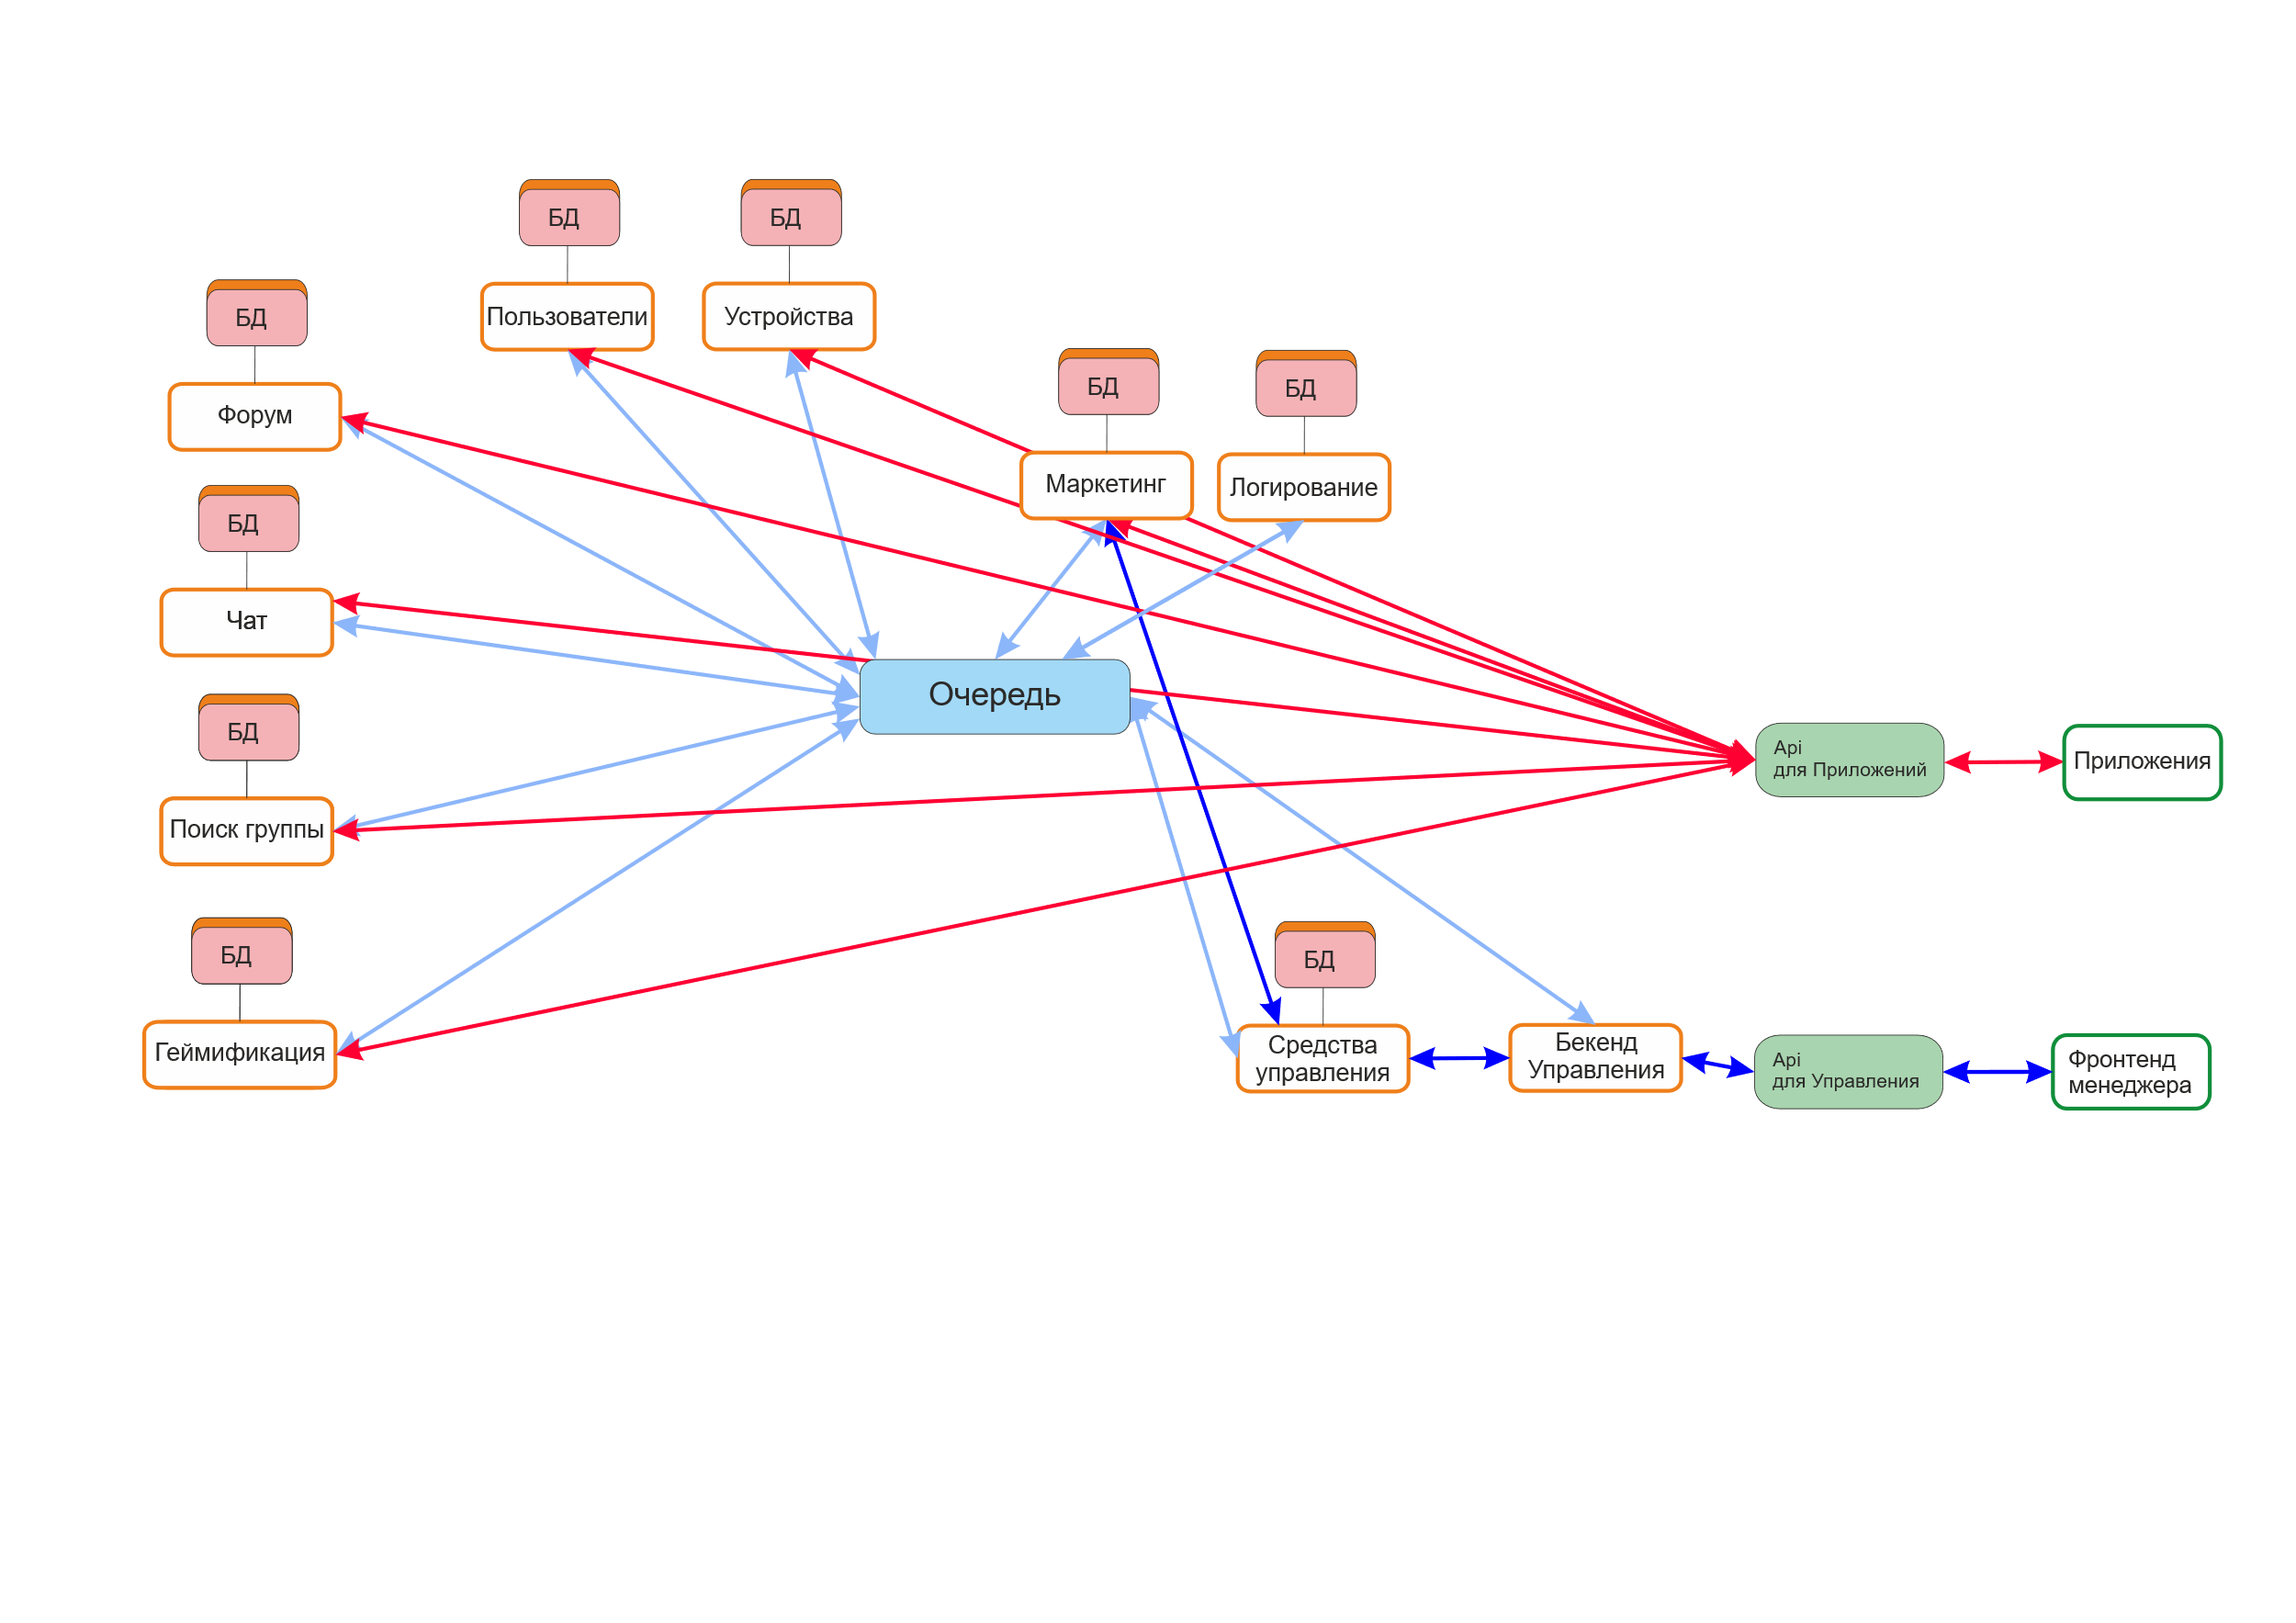 БД
БД
Пользователи
Устройства
БД
Форум
БД
БД
Маркетинг
Логирование
БД
Чат
Очередь
БД
Поиск группы
Api
для Приложений
Приложения
БД
Геймификация
БД
Средства
управления
Бекенд
Управления
Api
для Управления
Фронтенд
менеджера